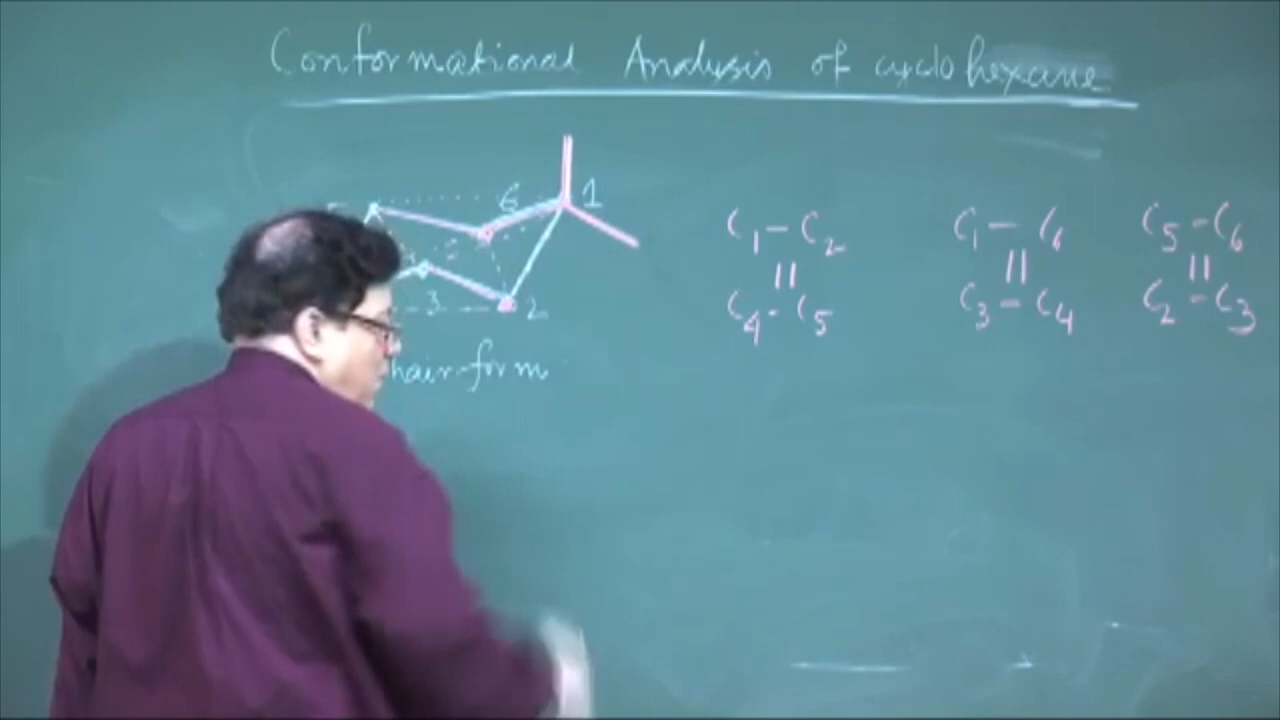 Conformational Analysis of cyclohexane
6 1
C1 - C2 C1 - C6 C5 - C6
|| || ||
C4 - C5 C3 - C4 C2 - C3
3 2
hair-form